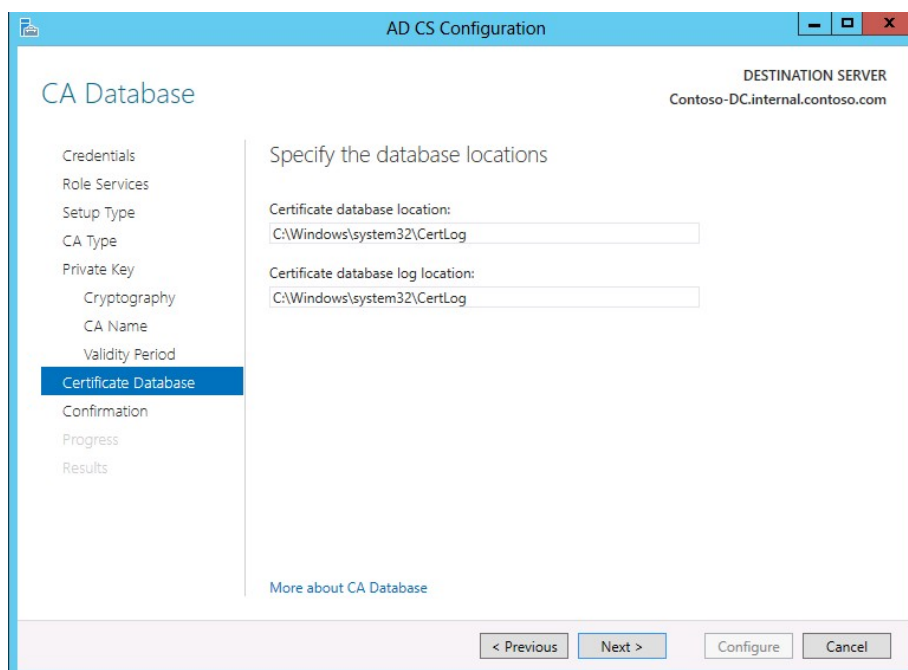 AD CS Configuration
CA Database
DESTINATION SERVER
Contoso-DC.internal.contoso.com
Credentials
Role Services
Setup Type
CA Type
Private Key
Cryptography
CA Name
Validity Period
Certificate Database
Confirmation
Progress
Results
Specify the database locations
Certificate database location:
C:\Windows\system32\CertLog
Certificate database log location:
C:\Windows\system32\CertLog
More about CA Database
< Previous
Next >
Configure
Cancel